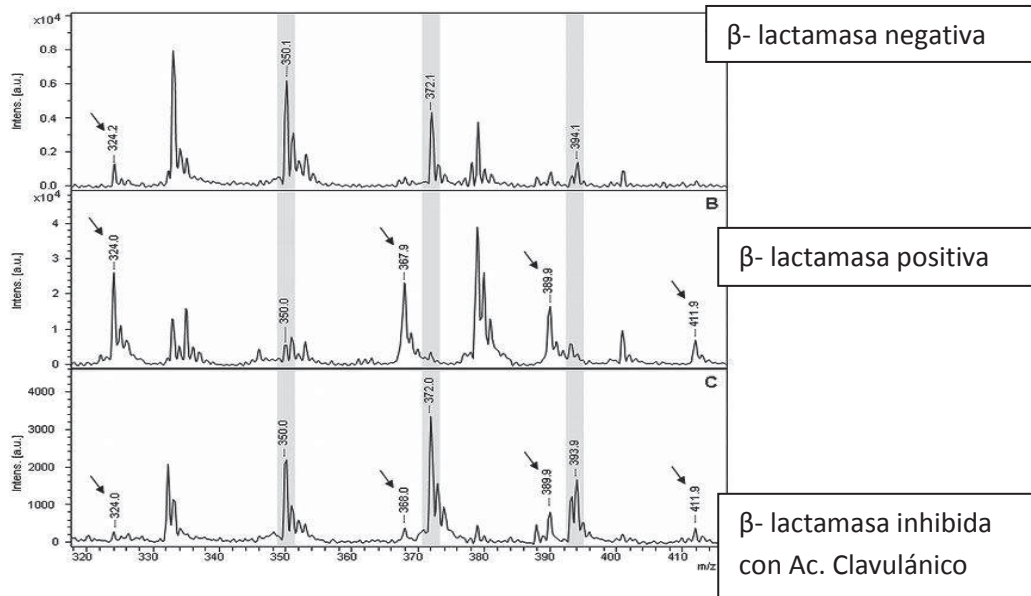 x10⁴
Intens. [a.u.]
0.8
0.6
0.4
0.2
0.0
324.2
350.1
372.1
394.1
β- lactamasa negativa
x10⁴
B
Intens. [a.u.]
4
3
2
1
0
324.0
350.0
367.9
389.9
411.9
β- lactamasa positiva
C
Intens. [a.u.]
4000
3000
2000
1000
0
324.0
350.0
368.0
372.0
389.9
393.9
411.9
320 330 340 350 360 370 380 390 400 410
m/z
β- lactamasa inhibida
con Ac. Clavulánico